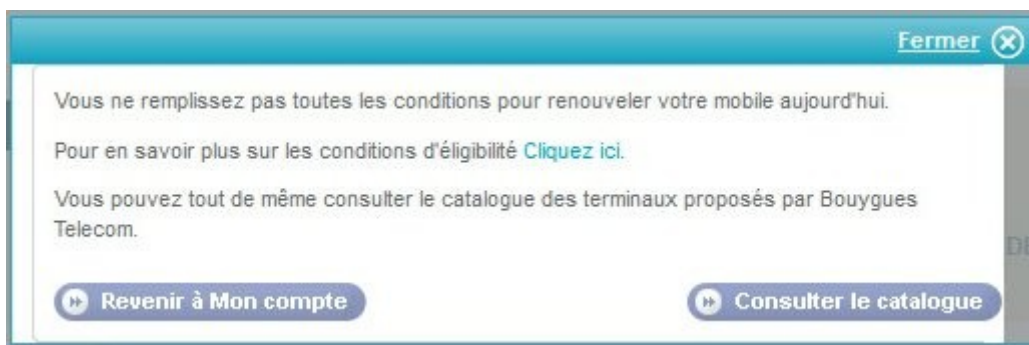 Fermer
Vous ne remplissez pas toutes les conditions pour renouveler votre mobile aujourd'hui.
Pour en savoir plus sur les conditions d'éligibilité Cliquez ici.
Vous pouvez tout de même consulter le catalogue des terminaux proposés par Bouygues
Telecom.
Revenir à Mon compte
Consulter le catalogue